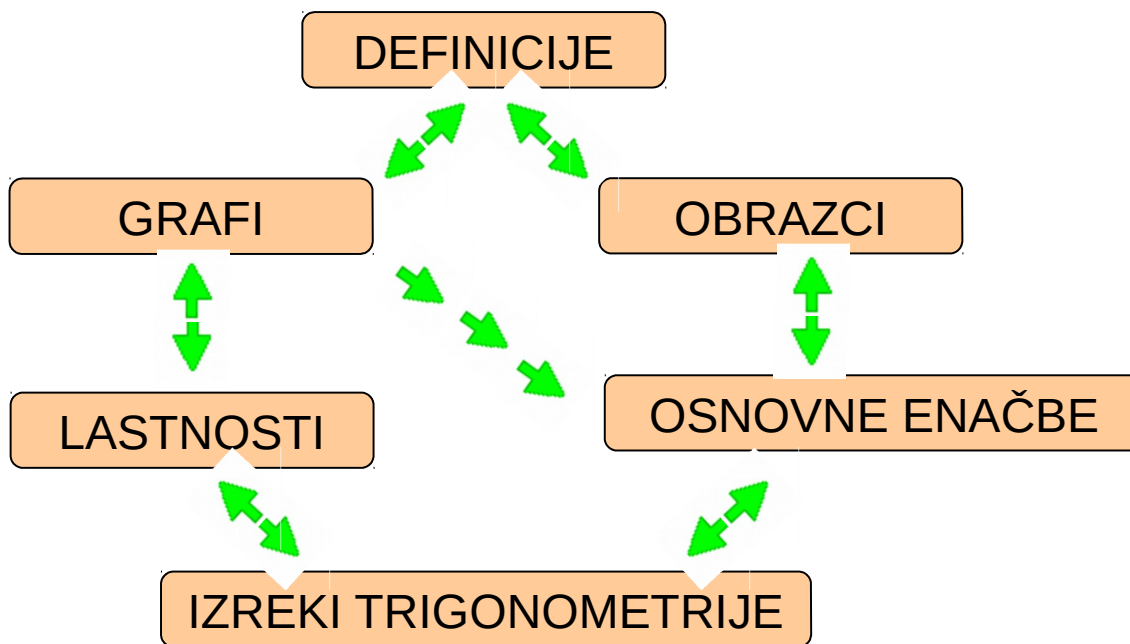 DEFINICIJE
GRAFI
OBRAZCI
LASTNOSTI
OSNOVNE ENAČBE
IZREKI TRIGONOMETRIJE